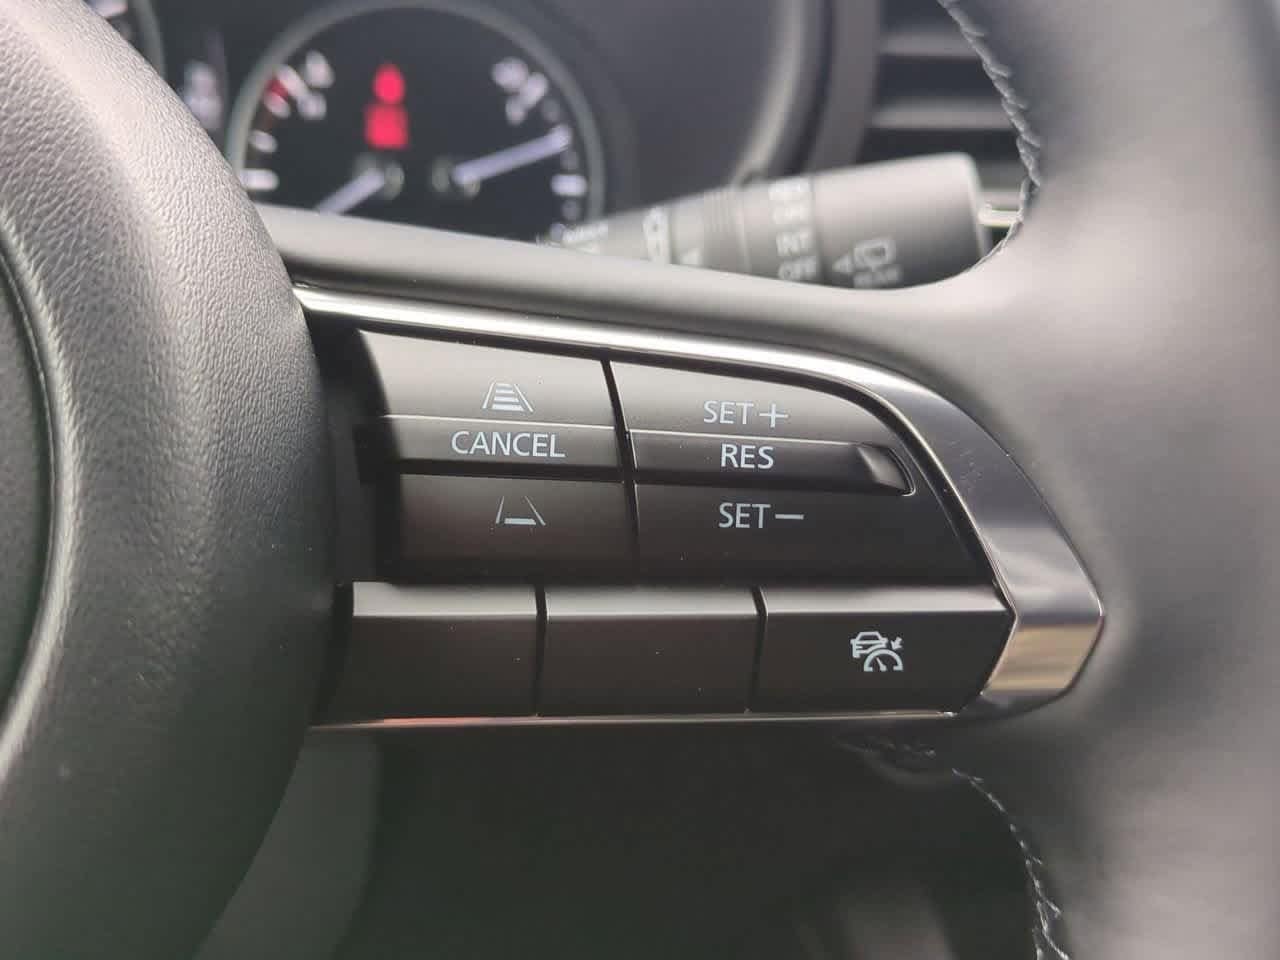 SET+
CANCEL
RES
SET−
INT
OFF